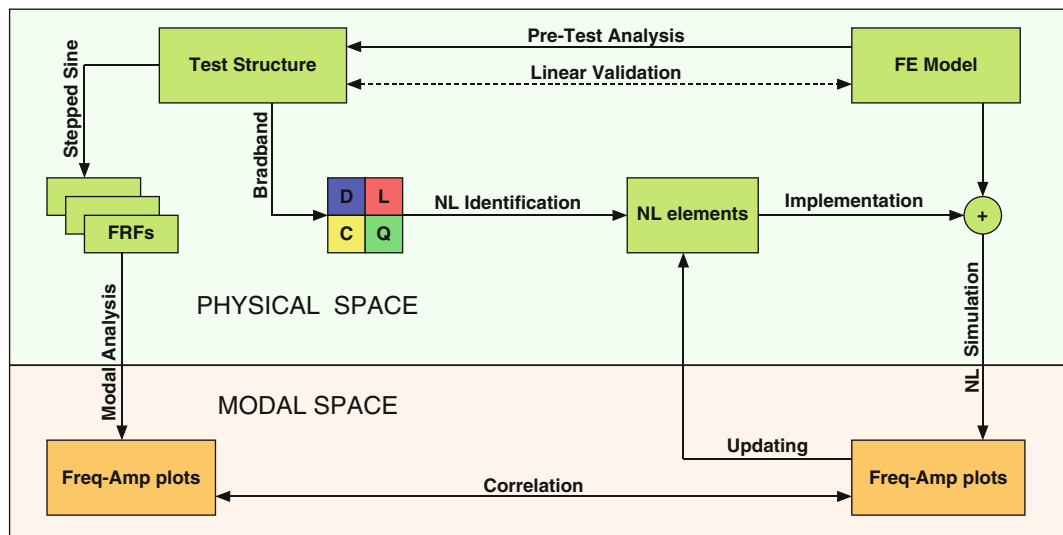 Pre-Test Analysis
Test Structure
FE Model
Linear Validation
Stepped Sine
Bradband
D L
C Q
NL Identification
NL elements
Implementation
+
FRFs
PHYSICAL SPACE
Modal Analysis
NL Simulation
MODAL SPACE
Updating
Freq-Amp plots
Correlation
Freq-Amp plots